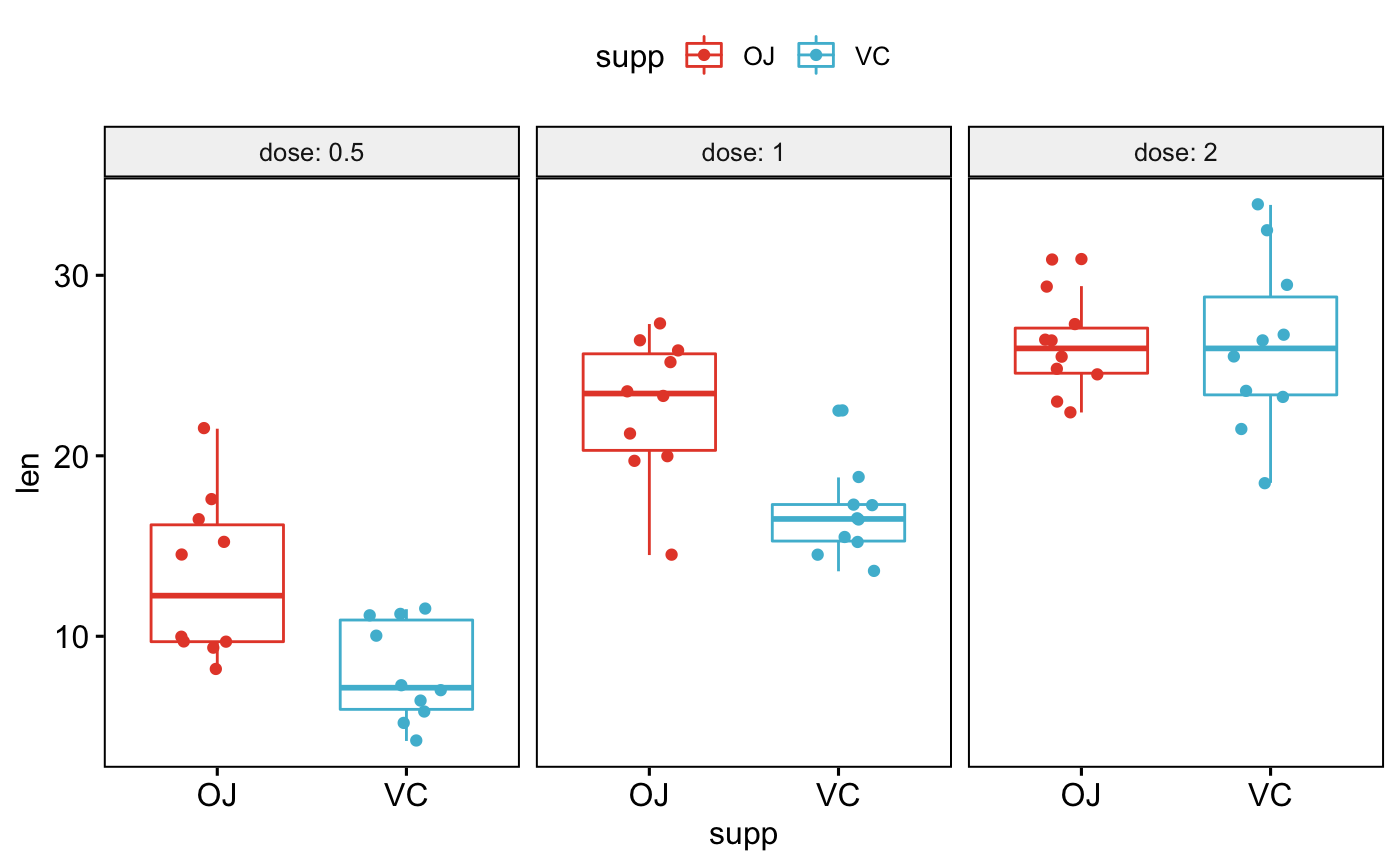 supp OJ VC
dose: 0.5 dose: 1 dose: 2
30
20
10
len
OJ VC OJ VC OJ VC
supp